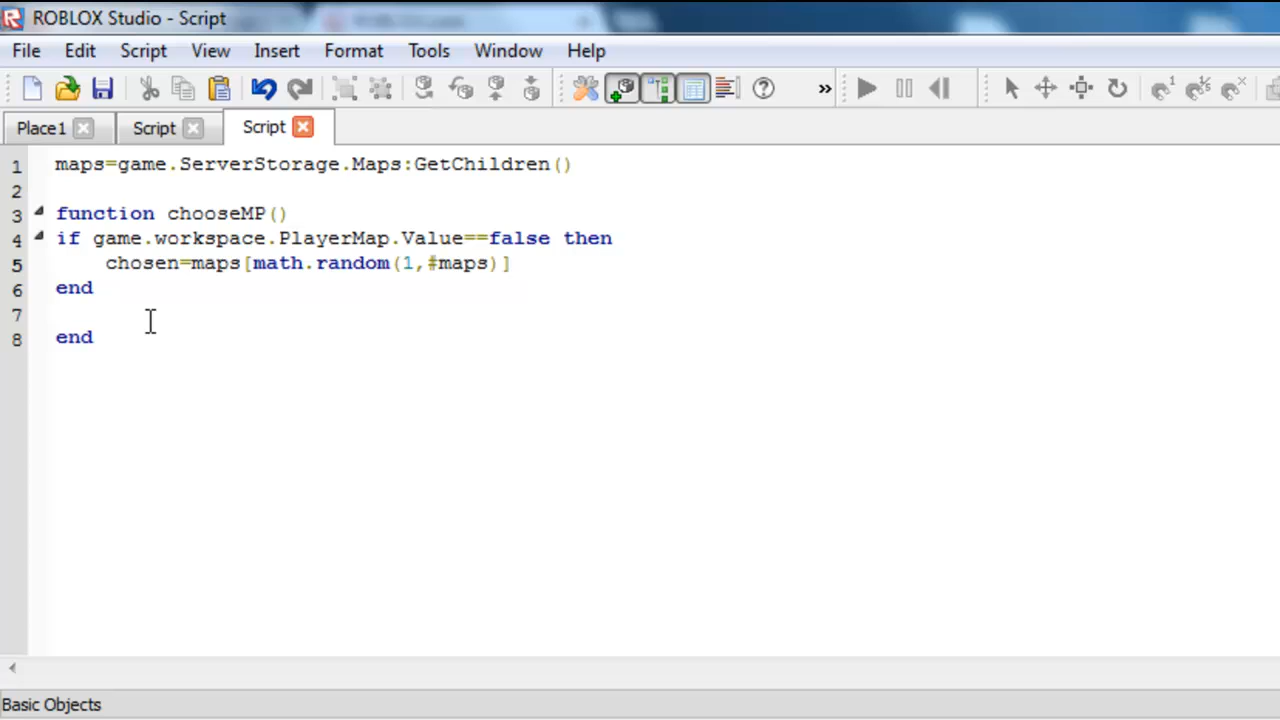 ROBLOX Studio - Script
File Edit Script View Insert Format Tools Window Help
Place1 Script Script
1 maps=game.ServerStorage.Maps:GetChildren()
2
3 function chooseMP()
4 if game.workspace.PlayerMap.Value==false then
5 chosen=maps[math.random(1,#maps)]
6 end
7
8 end
Basic Objects